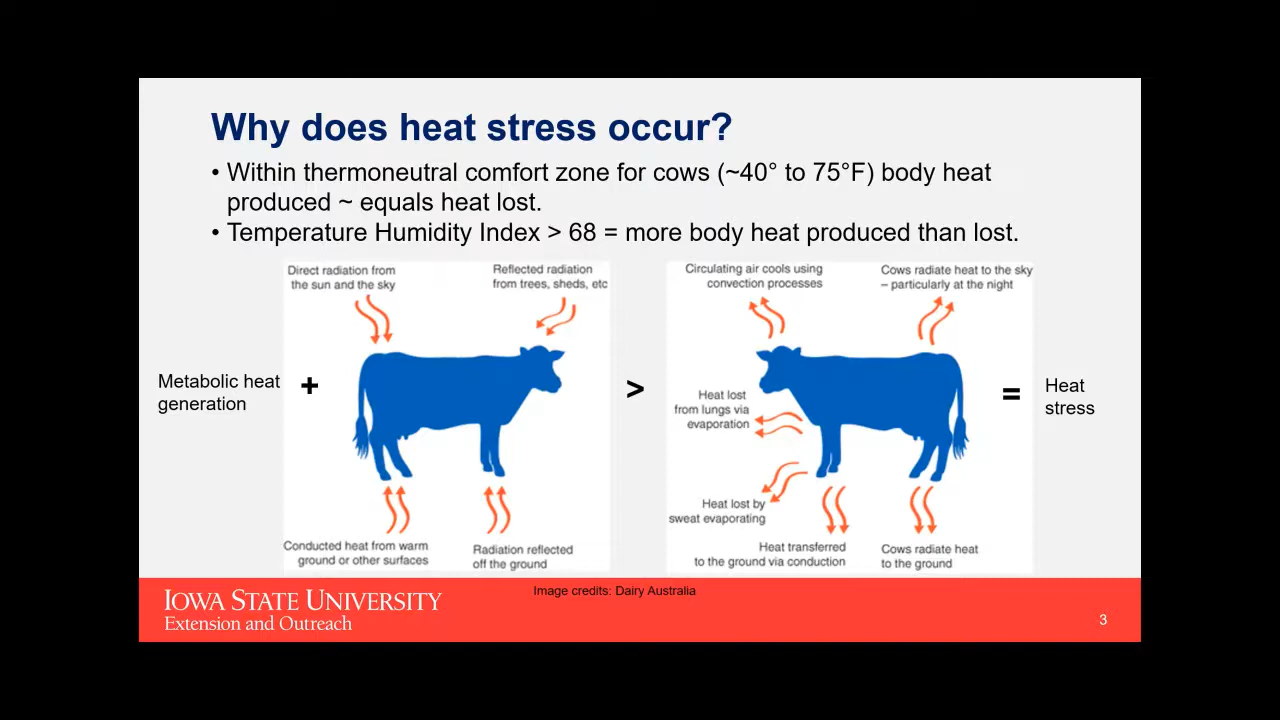 Why does heat stress occur?
• Within thermoneutral comfort zone for cows (~40° to 75°F) body heat
produced ~ equals heat lost.
• Temperature Humidity Index > 68 = more body heat produced than lost.
Direct radiation from
the sun and the sky
Reflected radiation
from trees, sheds, etc
Metabolic heat
generation
+
Conducted heat from warm
ground or other surfaces
Radiation reflected
off the ground
>
Circulating air cools using
convection processes
Cows radiate heat to the sky
– particularly at the night
Heat lost
from lungs via
evaporation
Heat lost by
sweat evaporating
Heat transferred
to the ground via conduction
Cows radiate heat
to the ground
=
Heat
stress
Image credits: Dairy Australia
IOWA STATE UNIVERSITY
Extension and Outreach
3